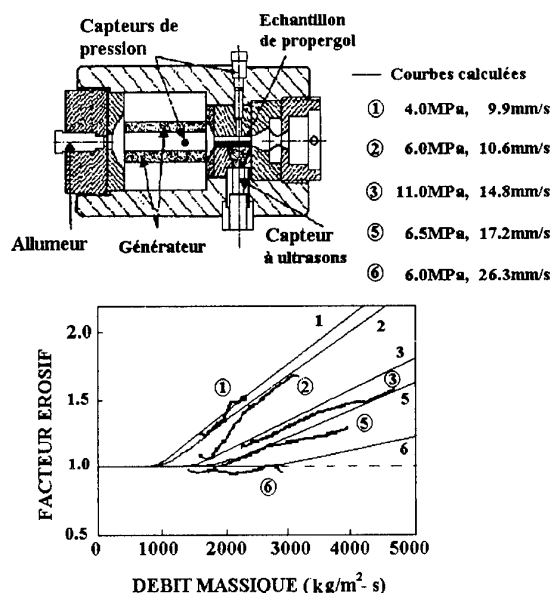 Capteurs de
pression
Echantillon
de propergol
Allumeur
Générateur
Capteur
à ultrasons
Courbes calculées
① 4.0MPa, 9.9mm/s
② 6.0MPa, 10.6mm/s
③ 11.0MPa, 14.8mm/s
⑤ 6.5MPa, 17.2mm/s
⑥ 6.0MPa, 26.3mm/s
FACTEUR EROSIF
2.0
1.5
1.0
0.5
1
2
3
5
6
①
②
③
⑤
⑥
0 1000 2000 3000 4000 5000
DEBIT MASSIQUE (kg/m²- s)